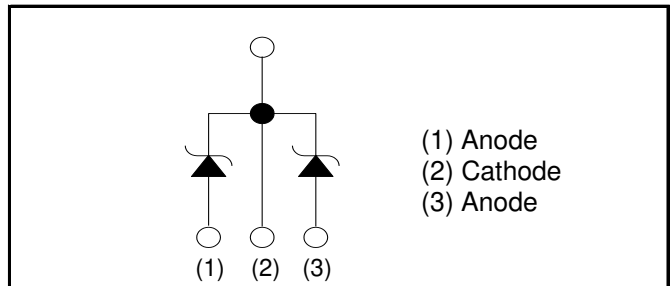 (1) Anode
(2) Cathode
(3) Anode
(1) (2) (3)